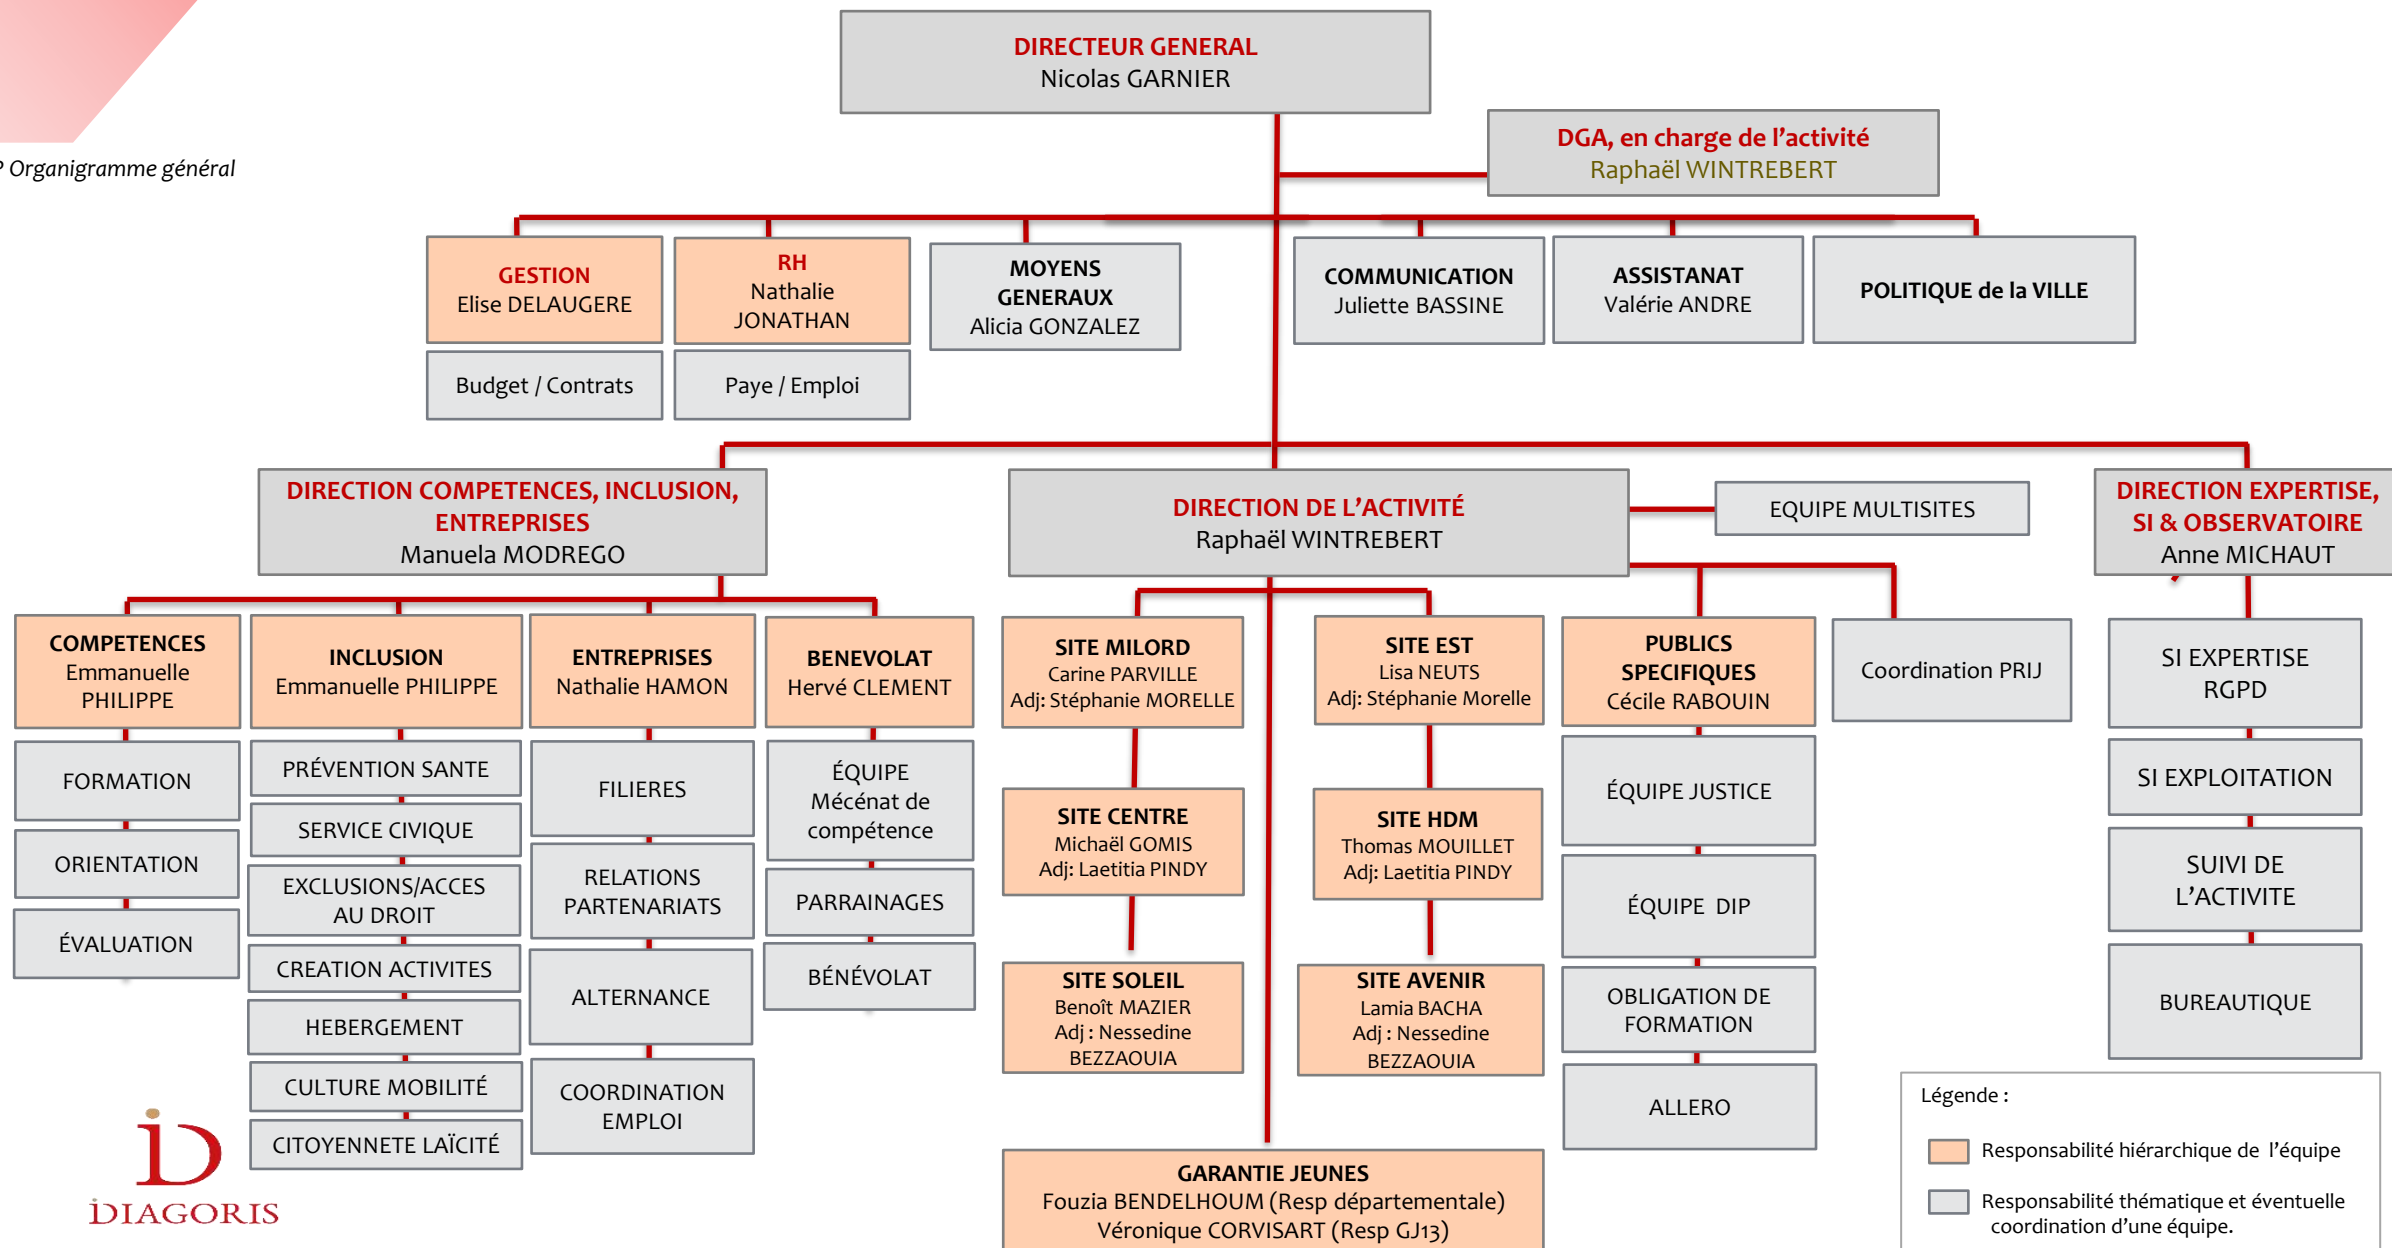 DIRECTEUR GENERAL
Nicolas GARNIER
DGA, en charge de l’activité
Raphaël WINTREBERT
Organigramme général
GESTION
Elise DELAUGERE
RH
Nathalie
JONATHAN
MOYENS
GENERAUX
Alicia GONZALEZ
COMMUNICATION
Juliette BASSINE
ASSISTANAT
Valérie ANDRE
POLITIQUE de la VILLE
Budget / Contrats
Paye / Emploi
DIRECTION COMPETENCES, INCLUSION,
ENTREPRISES
Manuela MODREGO
DIRECTION DE L’ACTIVITÉ
Raphaël WINTREBERT
EQUIPE MULTISITES
DIRECTION EXPERTISE,
SI & OBSERVATOIRE
Anne MICHAUT
COMPETENCES
Emmanuelle
PHILIPPE
FORMATION
ORIENTATION
ÉVALUATION
INCLUSION
Emmanuelle PHILIPPE
PRÉVENTION SANTE
SERVICE CIVIQUE
EXCLUSIONS/ACCES
AU DROIT
CREATION ACTIVITES
HEBERGEMENT
CULTURE MOBILITÉ
CITOYENNETE LAÏCITÉ
ENTREPRISES
Nathalie HAMON
FILIERES
RELATIONS
PARTENARIATS
ALTERNANCE
COORDINATION
EMPLOI
BENEVOLAT
Hervé CLEMENT
ÉQUIPE
Mécénat de
compétence
PARRAINAGES
BÉNÉVOLAT
SITE MILORD
Carine PARVILLE
Adj: Stéphanie MORELLE
SITE CENTRE
Michaël GOMIS
Adj: Laetitia PINDY
SITE SOLEIL
Benoît MAZIER
Adj : Nessedine
BEZZAOUIA
SITE EST
Lisa NEUTS
Adj: Stéphanie Morelle
SITE HDM
Thomas MOUILLET
Adj: Laetitia PINDY
SITE AVENIR
Lamia BACHA
Adj : Nessedine
BEZZAOUIA
GARANTIE JEUNES
Fouzia BENDELHOUM (Resp départementale)
Véronique CORVISART (Resp GJ13)
PUBLICS
SPECIFIQUES
Cécile RABOUIN
ÉQUIPE JUSTICE
ÉQUIPE DIP
OBLIGATION DE
FORMATION
ALLERO
Coordination PRIJ
SI EXPERTISE
RGPD
SI EXPLOITATION
SUIVI DE
L’ACTIVITE
BUREAUTIQUE
Légende :
Responsabilité hiérarchique de l’équipe
Responsabilité thématique et éventuelle
coordination d’une équipe.
iD
iDIAGORIS